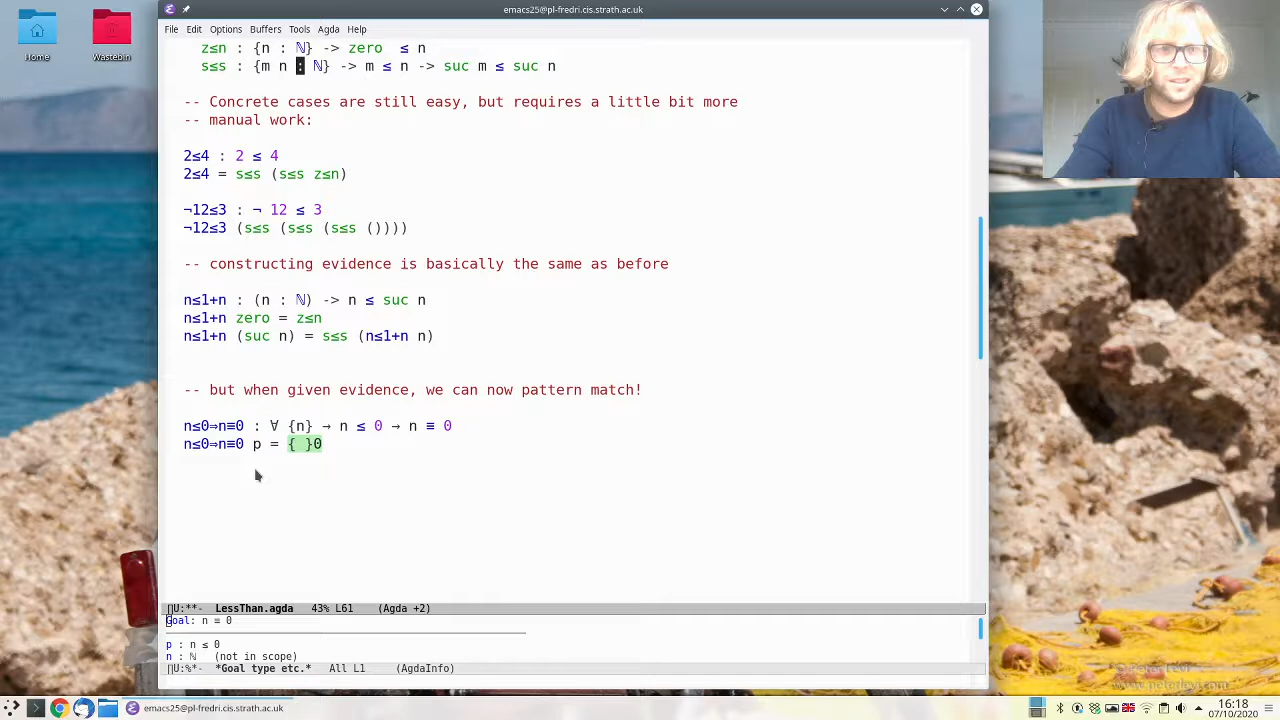 emacs25@pl-fredri.cis.strath.ac.uk
File Edit Options Buffers Tools Agda Help
Home
Wastebin
z≤n : {n : ℕ} -> zero  ≤ n
s≤s : {m n : ℕ} -> m ≤ n -> suc m ≤ suc n
-- Concrete cases are still easy, but requires a little bit more
-- manual work:
2≤4 : 2 ≤ 4
2≤4 = s≤s (s≤s z≤n)
¬12≤3 : ¬ 12 ≤ 3
¬12≤3 (s≤s (s≤s (s≤s ())))
-- constructing evidence is basically the same as before
n≤1+n : (n : ℕ) -> n ≤ suc n
n≤1+n zero = z≤n
n≤1+n (suc n) = s≤s (n≤1+n n)
-- but when given evidence, we can now pattern match!
n≤0⇒n≡0 : ∀ {n} → n ≤ 0 → n ≡ 0
n≤0⇒n≡0 p = { }0
U:**-  LessThan.agda   43% L61    (Agda +2)
Goal: n ≡ 0
p : n ≤ 0
n : ℕ   (not in scope)
U:%*-  *Goal type etc.*   All L1     (AgdaInfo)
© Peter Levi
www.peterlevi.com
emacs25@pl-fredri.cis.strath.ac.uk
16:18
07/10/2020